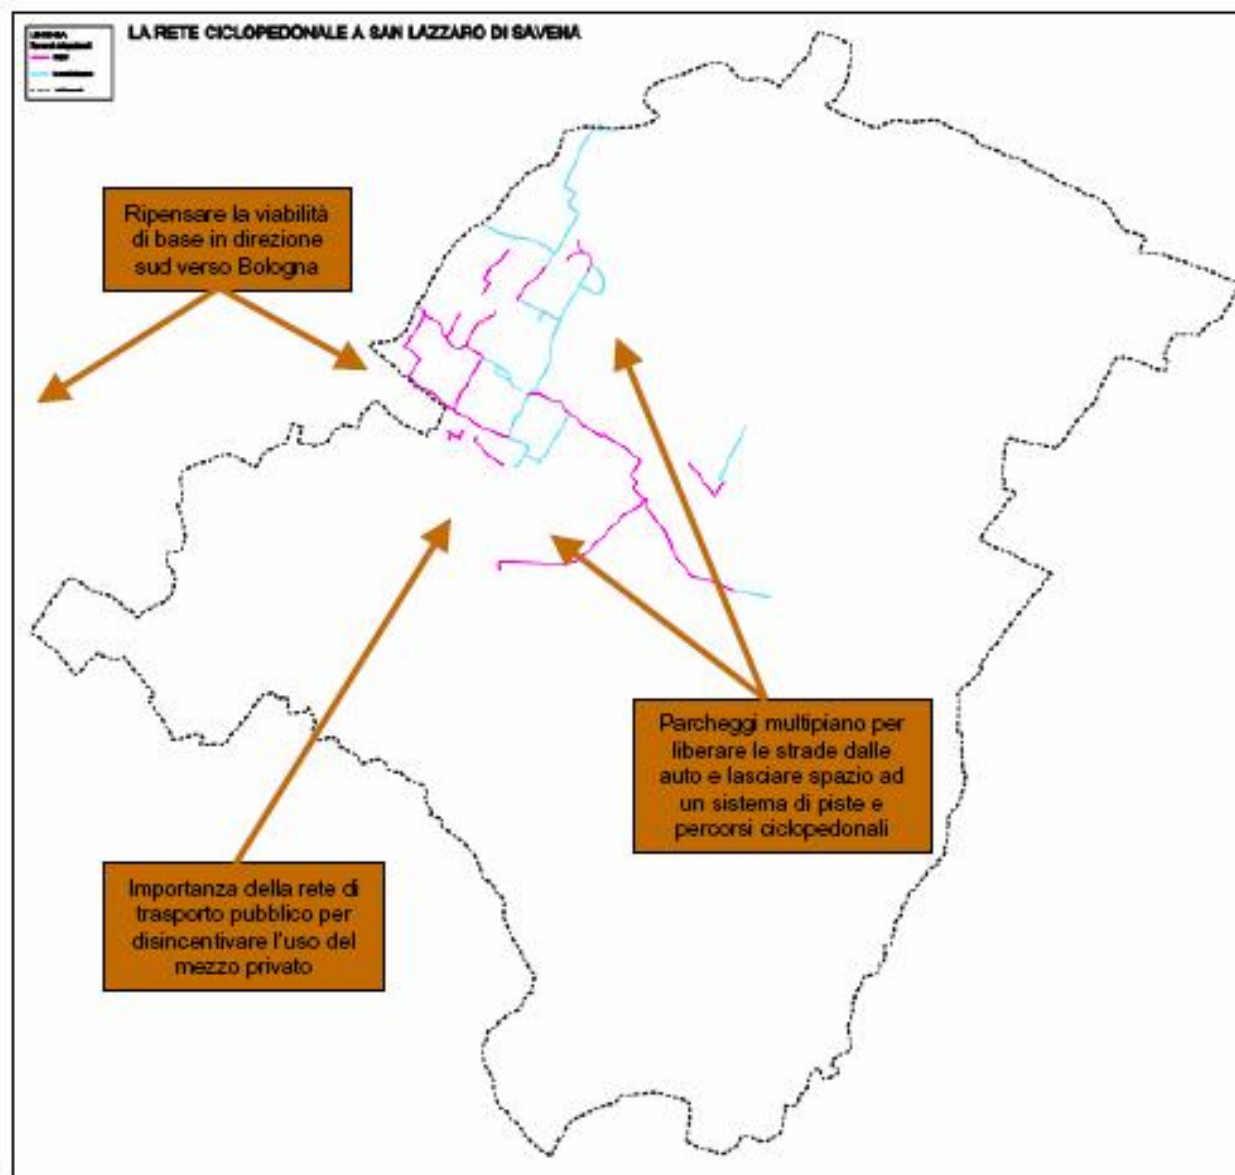 LA RETE CICLOPEDONALE A SAN LAZZARO DI SAVENA
LEGENDA
Ripensare la viabilità
di base in direzione
sud verso Bologna
Parcheggi multipiano per
liberare le strade dalle
auto e lasciare spazio ad
un sistema di piste e
percorsi ciclopedonali
Importanza della rete di
trasporto pubblico per
disincentivare l'uso del
mezzo privato